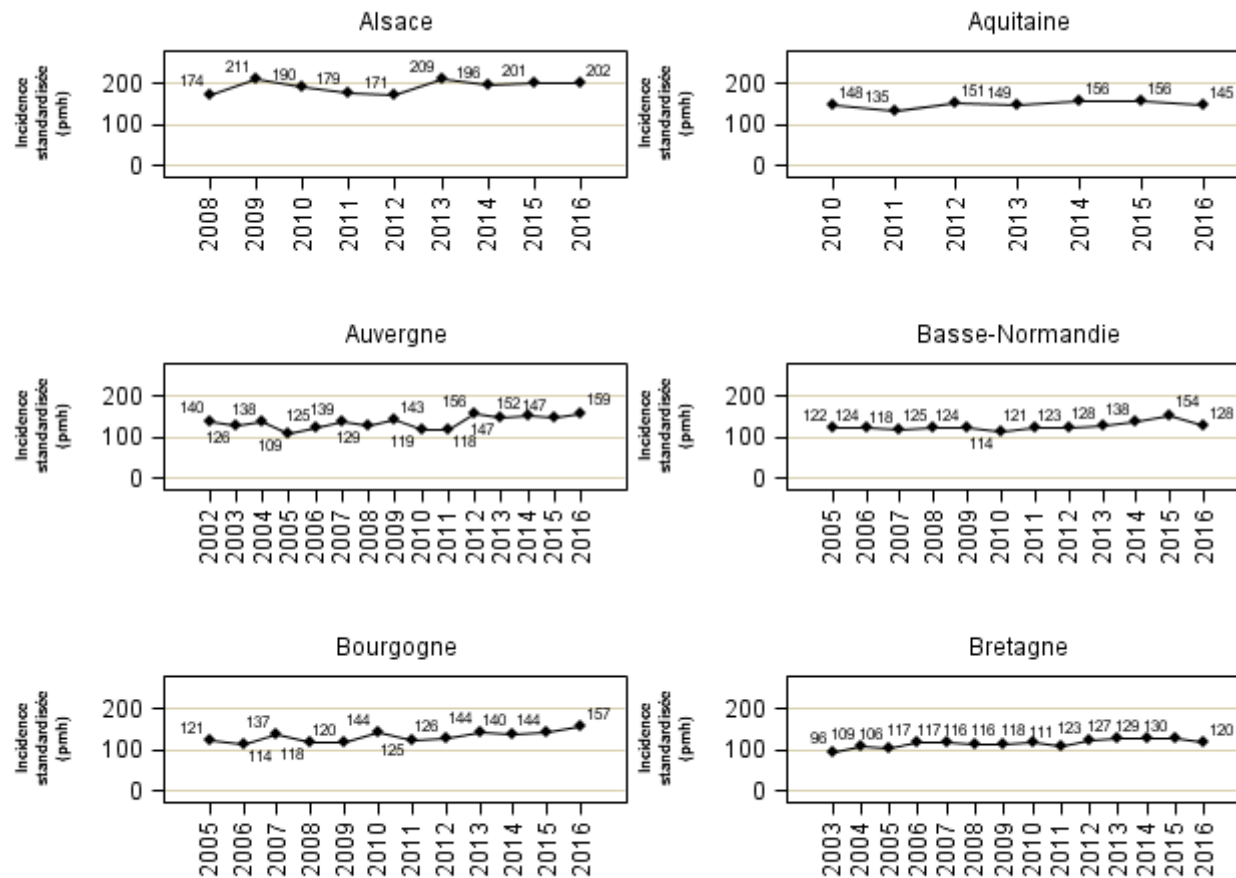 Alsace
Incidence
standardisée
(pmh)
200
100
0
174 211 190 179 171 209 196 201 202
2008 2009 2010 2011 2012 2013 2014 2015 2016
Aquitaine
Incidence
standardisée
(pmh)
200
100
0
148 135 151 149 156 156 145
2010 2011 2012 2013 2014 2015 2016
Auvergne
Incidence
standardisée
(pmh)
200
100
0
140 126 138 109 125 139 129 143 119 118 156 147 152 147 159
2002 2003 2004 2005 2006 2007 2008 2009 2010 2011 2012 2013 2014 2015 2016
Basse-Normandie
Incidence
standardisée
(pmh)
200
100
0
122 124 118 125 124 114 121 123 128 138 154 128
2005 2006 2007 2008 2009 2010 2011 2012 2013 2014 2015 2016
Bourgogne
Incidence
standardisée
(pmh)
200
100
0
121 114 137 118 120 144 125 126 144 140 144 157
2005 2006 2007 2008 2009 2010 2011 2012 2013 2014 2015 2016
Bretagne
Incidence
standardisée
(pmh)
200
100
0
96 109 106 117 117 116 116 118 111 123 127 129 130 120
2003 2004 2005 2006 2007 2008 2009 2010 2011 2012 2013 2014 2015 2016